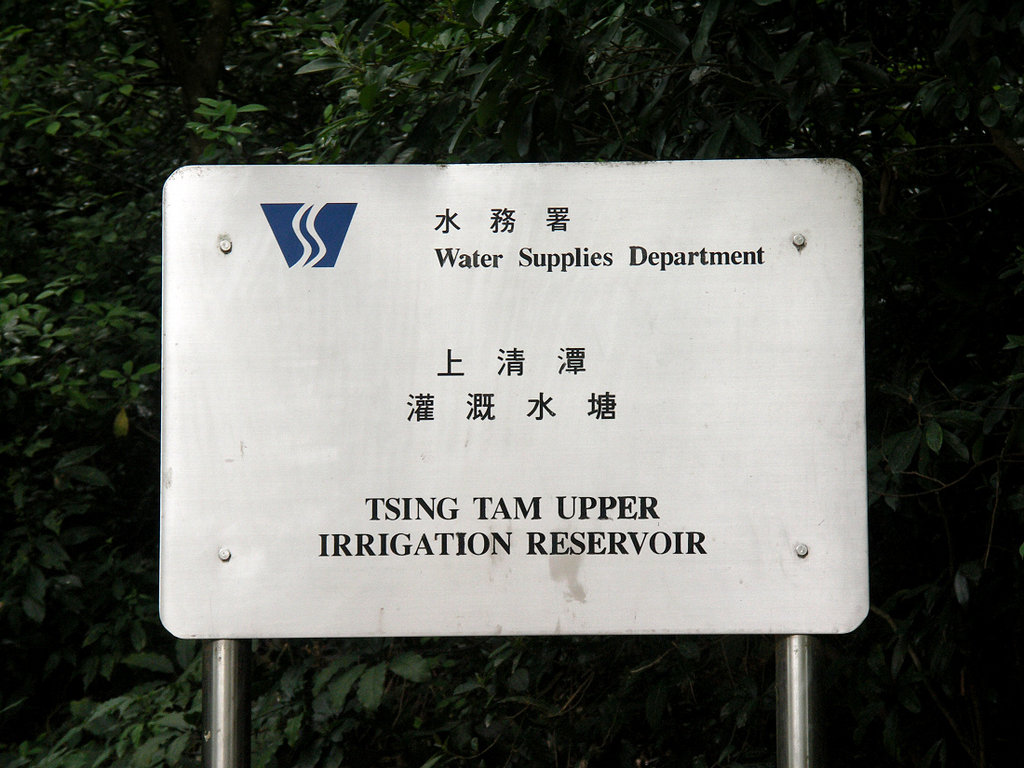 水務署
Water Supplies Department
上清潭
灌溉水塘
TSING TAM UPPER
IRRIGATION RESERVOIR